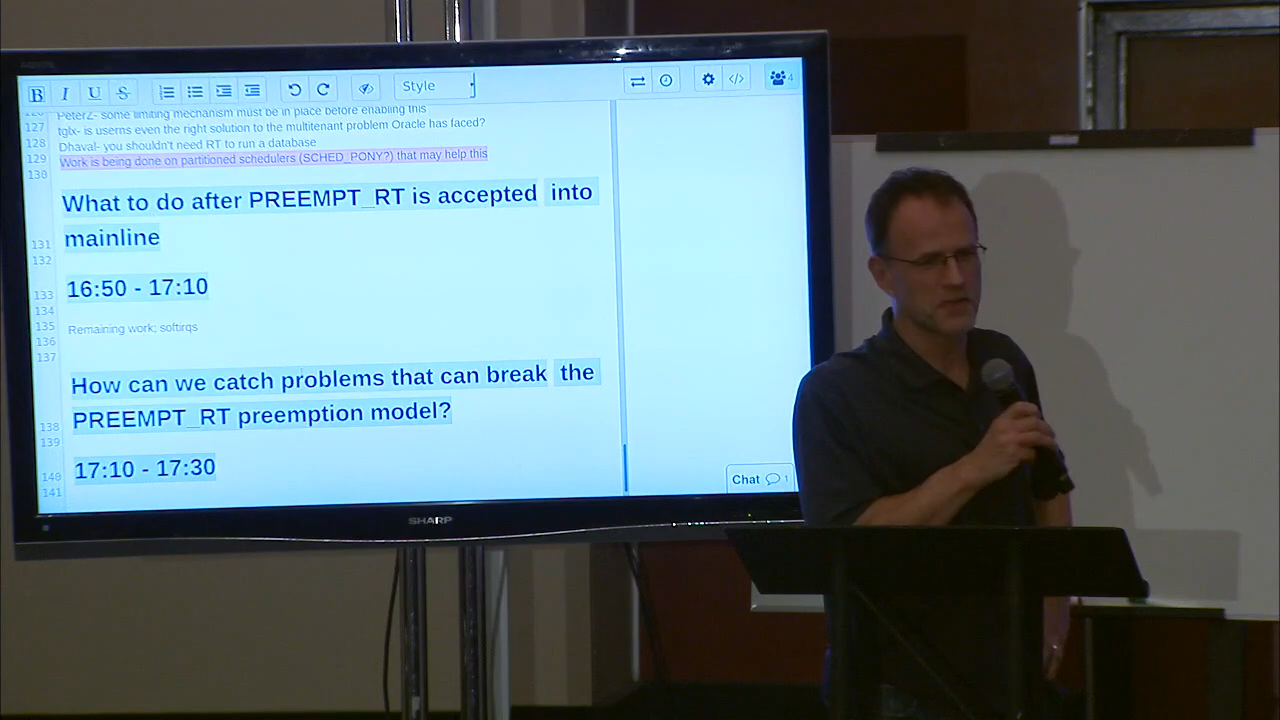 B I U S Style 4
PeterZ- some limiting mechanism must be in place before enabling this
127 tglx- is userns even the right solution to the multitenant problem Oracle has faced?
128 Dhaval- you shouldn't need RT to run a database
129 Work is being done on partitioned schedulers (SCHED_PONY?) that may help this
130
What to do after PREEMPT_RT is accepted into
131 mainline
132
133 16:50 - 17:10
134
135 Remaining work; softirqs
136
137
How can we catch problems that can break the
138 PREEMPT_RT preemption model?
139
140 17:10 - 17:30
141
Chat 1
SHARP